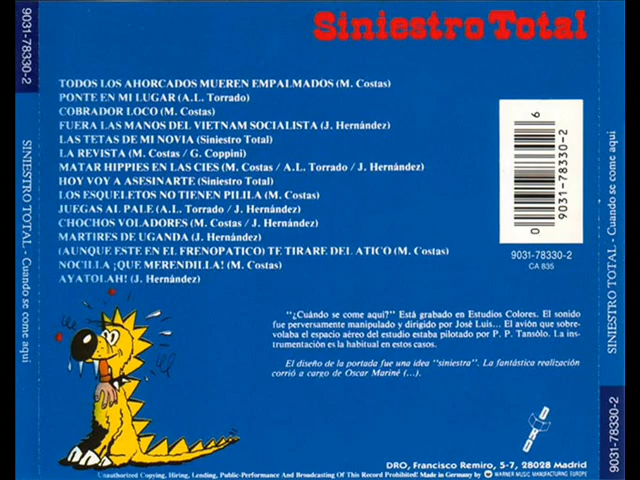 Siniestro Total
9031-78330-2
SINIESTRO TOTAL - Cuando se come aqui
TODOS LOS AHORCADOS MUEREN EMPALMADOS (M. Costas)
PONTE EN MI LUGAR (A.L. Torrado)
COBRADOR LOCO (M. Costas)
FUERA LAS MANOS DEL VIETNAM SOCIALISTA (J. Hernández)
LAS TETAS DE MI NOVIA (Siniestro Total)
LA REVISTA (M. Costas / G. Coppini)
MATAR HIPPIES EN LAS CIES (M. Costas / A.L. Torrado / J. Hernández)
HOY VOY A ASESINARTE (Siniestro Total)
LOS ESQUELETOS NO TIENEN PILILA (M. Costas)
JUEGAS AL PALE (A.L. Torrado / J. Hernández)
CHOCHOS VOLADORES (M. Costas / J. Hernández)
MARTIRES DE UGANDA (J. Hernández)
(AUNQUE ESTE EN EL FRENOPATICO) TE TIRARE DEL ATICO (M. Costas)
NOCILLA ¡QUE MERENDILLA! (M. Costas)
AYATOLAH! (J. Hernández)
6
0
9031-78330-2
9031-78330-2
CA 835
"¿Cuándo se come aquí?" Está grabado en Estudios Colores. El sonido
fue perversamente manipulado y dirigido por José Luis... El avión que sobre-
volaba el espacio aéreo del estudio estaba pilotado por P. P. Tansólo. La ins-
trumentación es la habitual en estos casos.
El diseño de la portada fue una idea "siniestra". La fantástica realización
corrió a cargo de Oscar Mariné (...).
DRO
DRO, Francisco Remiro, 5-7, 28028 Madrid
Unauthorized Copying, Hiring, Lending, Public-Performance And Broadcasting Of This Record Prohibited! Made in Germany by WARNER MUSIC MANUFACTURING EUROPE
SINIESTRO TOTAL - Cuando se come aqui
9031-78330-2